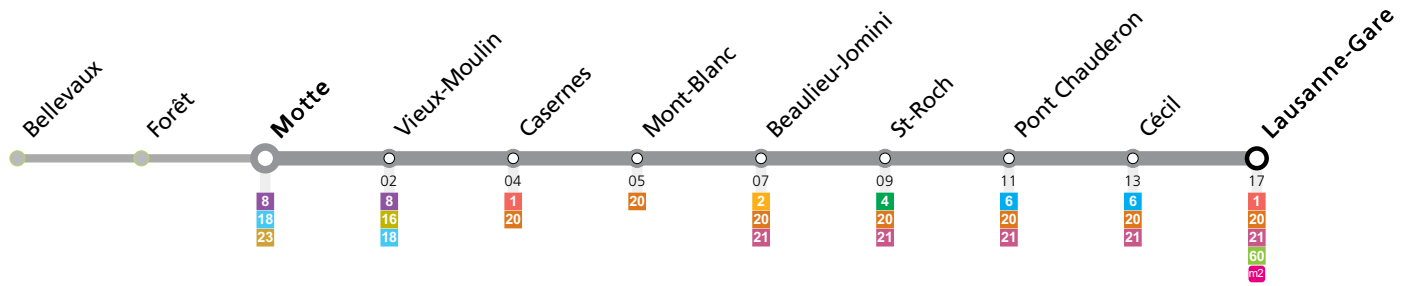 Bellevaux
Forêt
Motte
Vieux-Moulin
Casernes
Mont-Blanc
Beaulieu-Jomini
St-Roch
Pont Chauderon
Cécil
Lausanne-Gare
02 04 05 07 09 11 13 17
8 8 1 20 2 4 6 6 1
18 16 20 20 20 20 20 20
23 18 21 21 21 21 21
60
m2